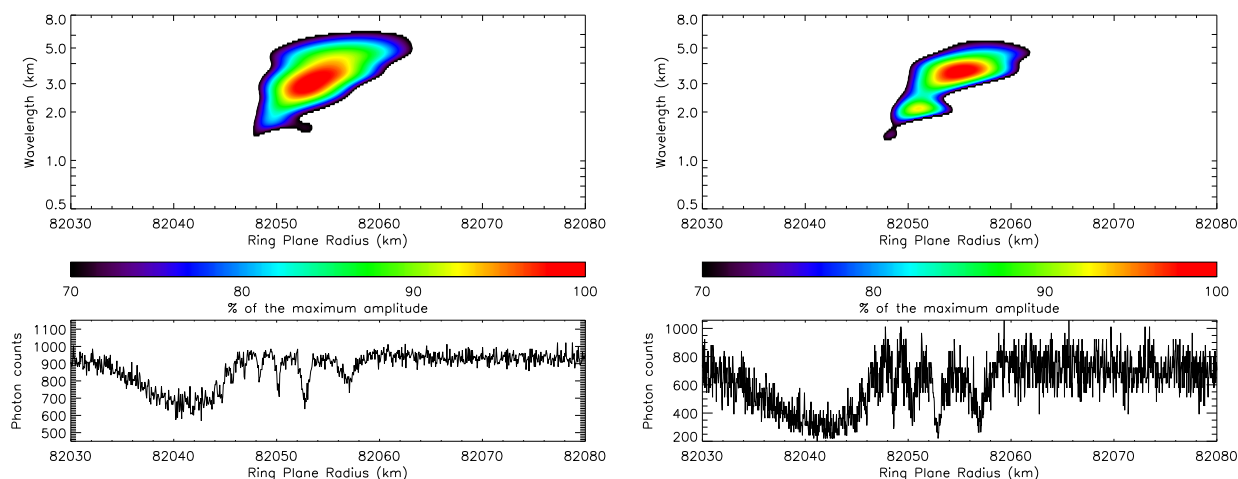 8.0
5.0
3.0
2.0
1.0
0.5
Wavelength (km)
82030 82040 82050 82060 82070 82080
Ring Plane Radius (km)
70 80 90 100
% of the maximum amplitude
1100
1000
900
800
700
600
500
Photon counts
82030 82040 82050 82060 82070 82080
Ring Plane Radius (km)
8.0
5.0
3.0
2.0
1.0
0.5
Wavelength (km)
82030 82040 82050 82060 82070 82080
Ring Plane Radius (km)
70 80 90 100
% of the maximum amplitude
1000
800
600
400
200
Photon counts
82030 82040 82050 82060 82070 82080
Ring Plane Radius (km)